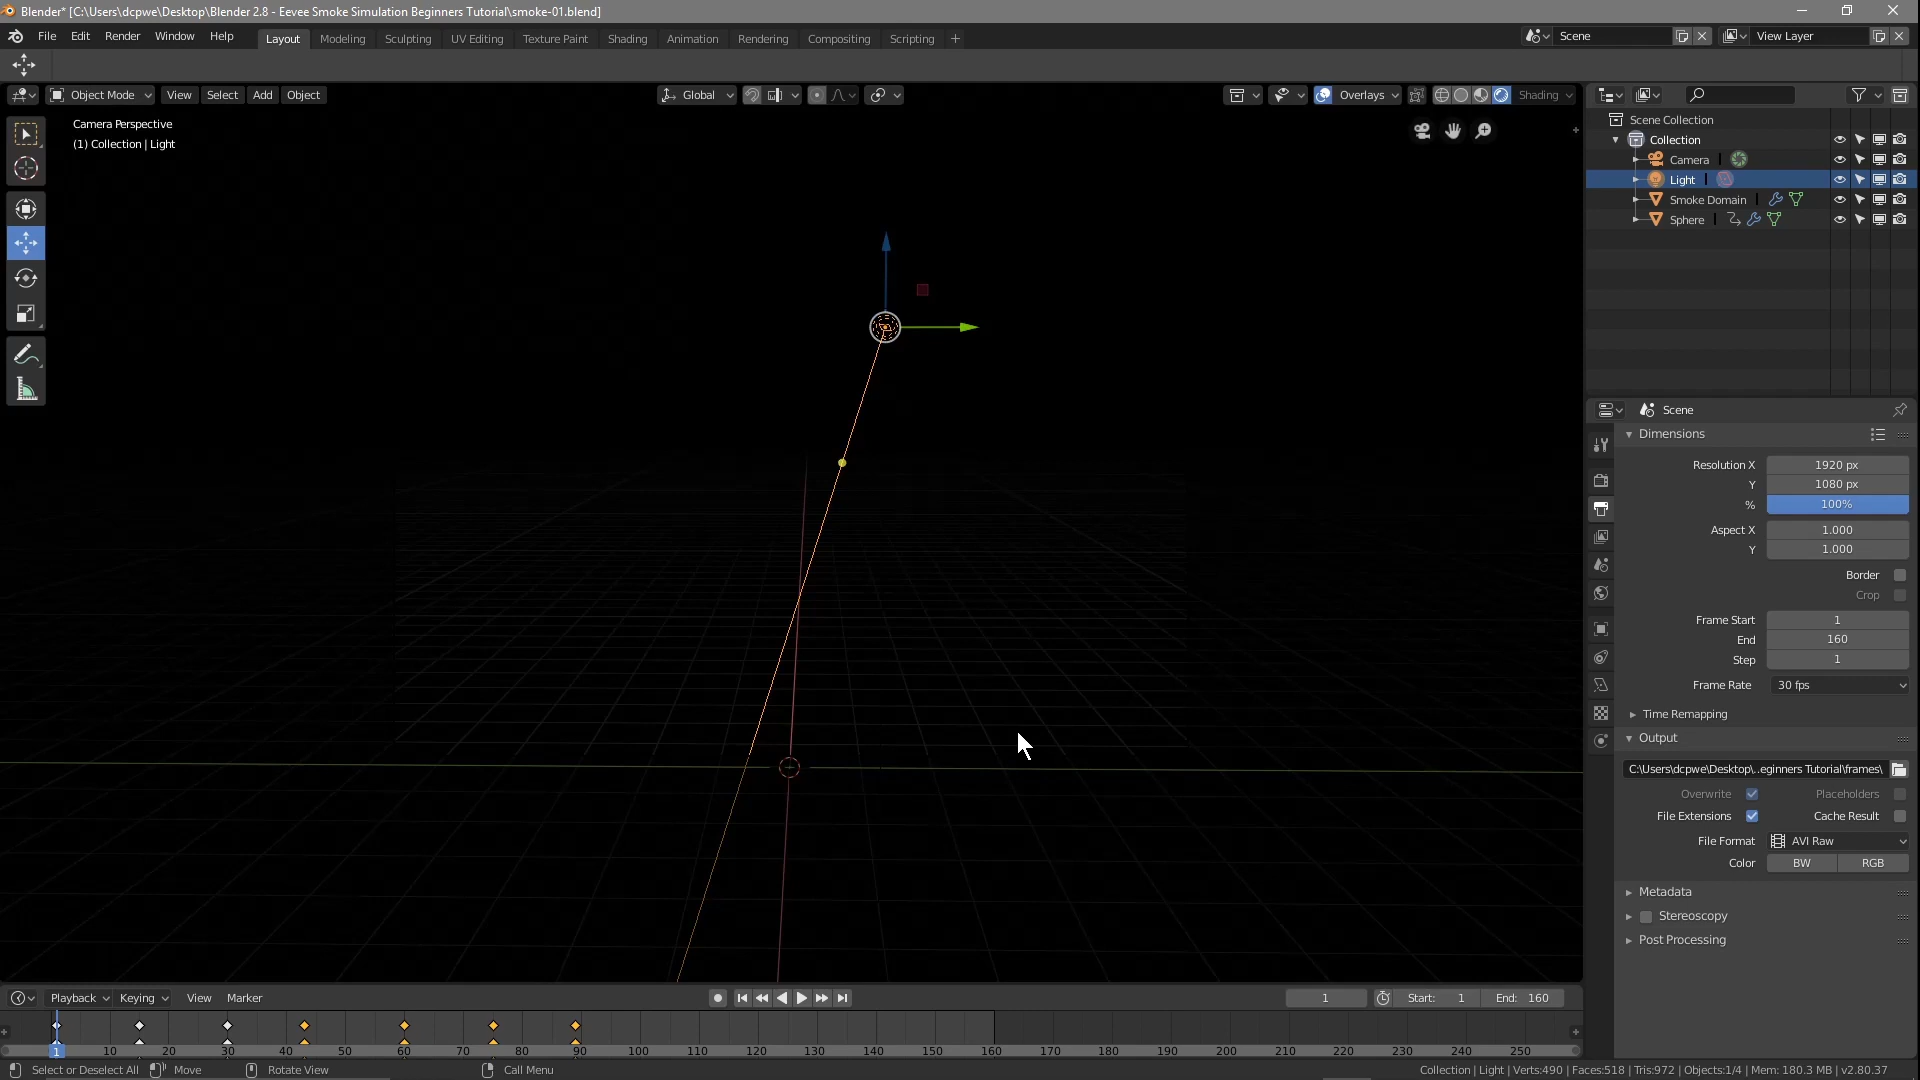 Blender* [C:\Users\dcpwe\Desktop\Blender 2.8 - Eevee Smoke Simulation Beginners Tutorial\smoke-01.blend]
File Edit Render Window Help Layout Modeling Sculpting UV Editing Texture Paint Shading Animation Rendering Compositing Scripting + Scene View Layer
Object Mode View Select Add Object Global Overlays Shading
Camera Perspective
(1) Collection | Light
Scene Collection
Collection
Camera
Light
Smoke Domain
Sphere
Scene
Dimensions
Resolution X 1920 px
Y 1080 px
% 100%
Aspect X 1.000
Y 1.000
Border
Crop
Frame Start 1
End 160
Step 1
Frame Rate 30 fps
Time Remapping
Output
C:\Users\dcpwe\Desktop\..eginners Tutorial\frames\
Overwrite Placeholders
File Extensions Cache Result
File Format AVI Raw
Color BW RGB
Metadata
Stereoscopy
Post Processing
Playback Keying View Marker 1 Start: 1 End: 160
1 10 20 30 40 50 60 70 80 90 100 110 120 130 140 150 160 170 180 190 200 210 220 230 240 250
Select or Deselect All Move Rotate View Call Menu Collection | Light | Verts:490 | Faces:518 | Tris:972 | Objects:1/4 | Mem: 180.3 MB | v2.80.37